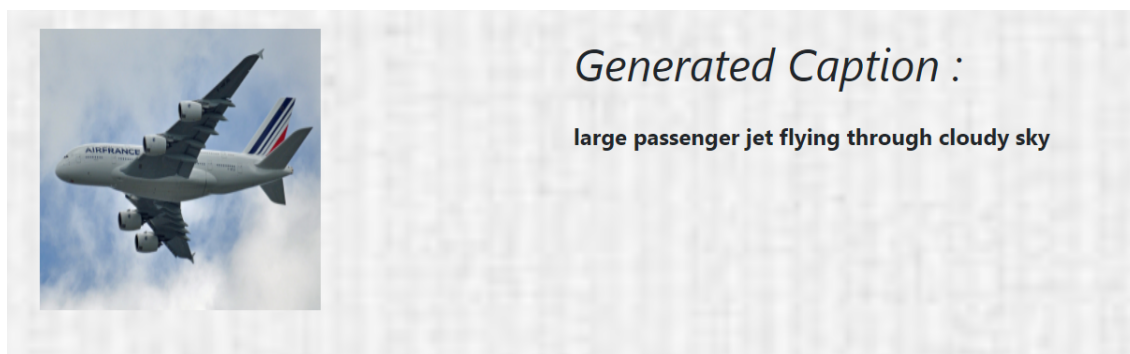 AIRFRANCE
Generated Caption :
large passenger jet flying through cloudy sky